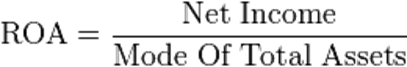 ROA = Net Income / Mode Of Total Assets